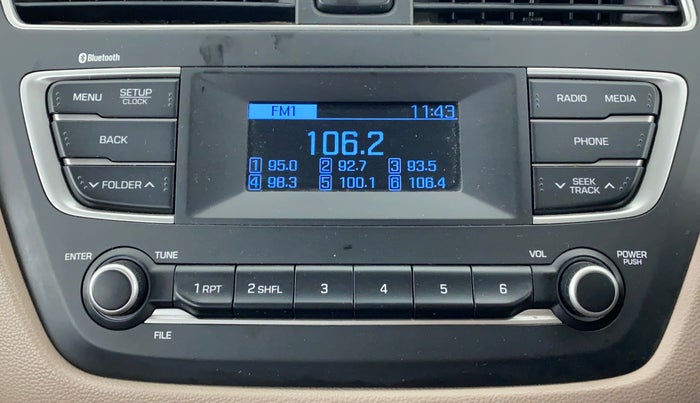 Bluetooth
MENU SETUP CLOCK
BACK
FOLDER
FM1 11:43
106.2
1 95.0 2 92.7 3 93.5
4 98.3 5 100.1 6 106.4
RADIO MEDIA
PHONE
SEEK TRACK
ENTER TUNE
FILE
1 RPT 2 SHFL 3 4 5 6
VOL POWER PUSH